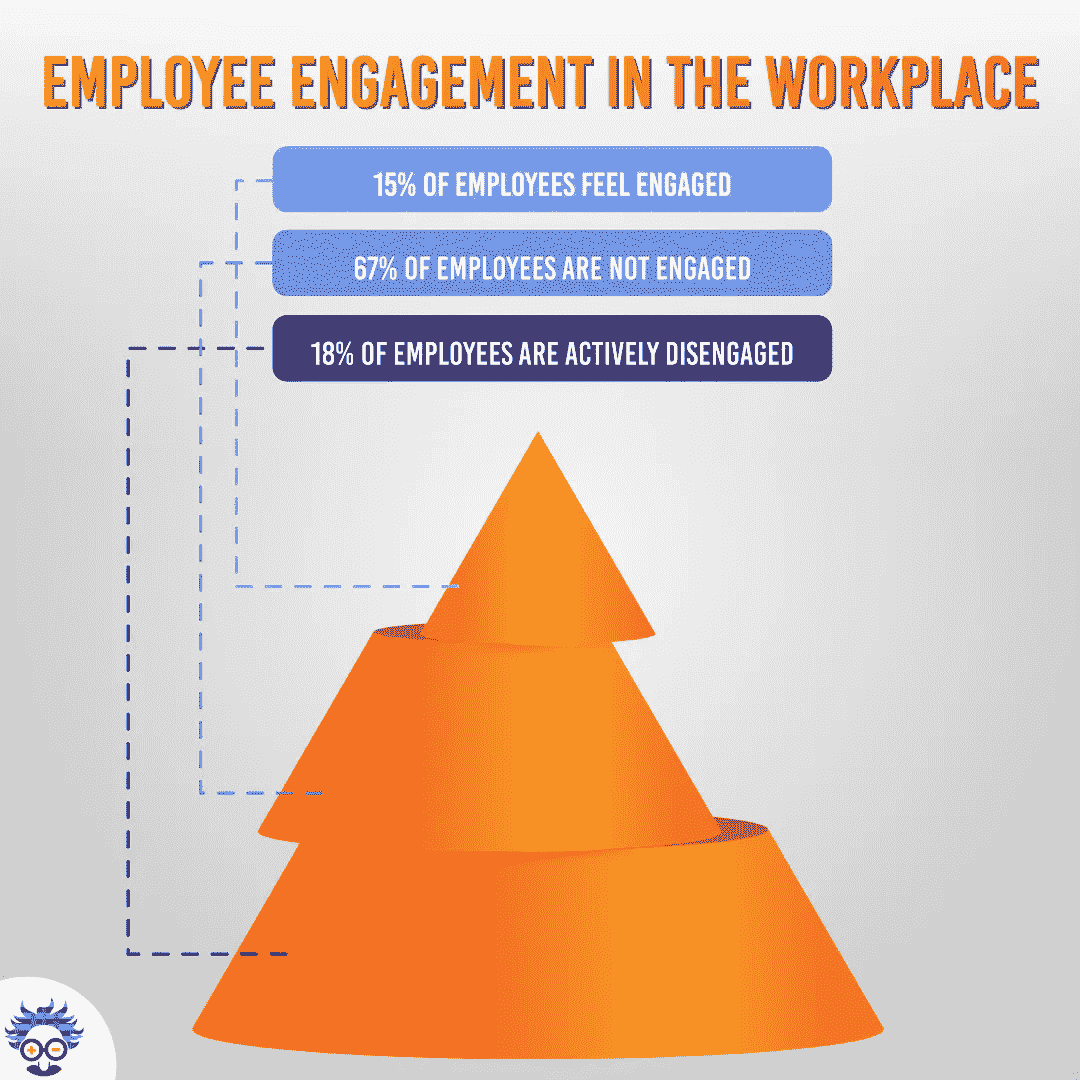 EMPLOYEE ENGAGEMENT IN THE WORKPLACE
15% OF EMPLOYEES FEEL ENGAGED
67% OF EMPLOYEES ARE NOT ENGAGED
18% OF EMPLOYEES ARE ACTIVELY DISENGAGED